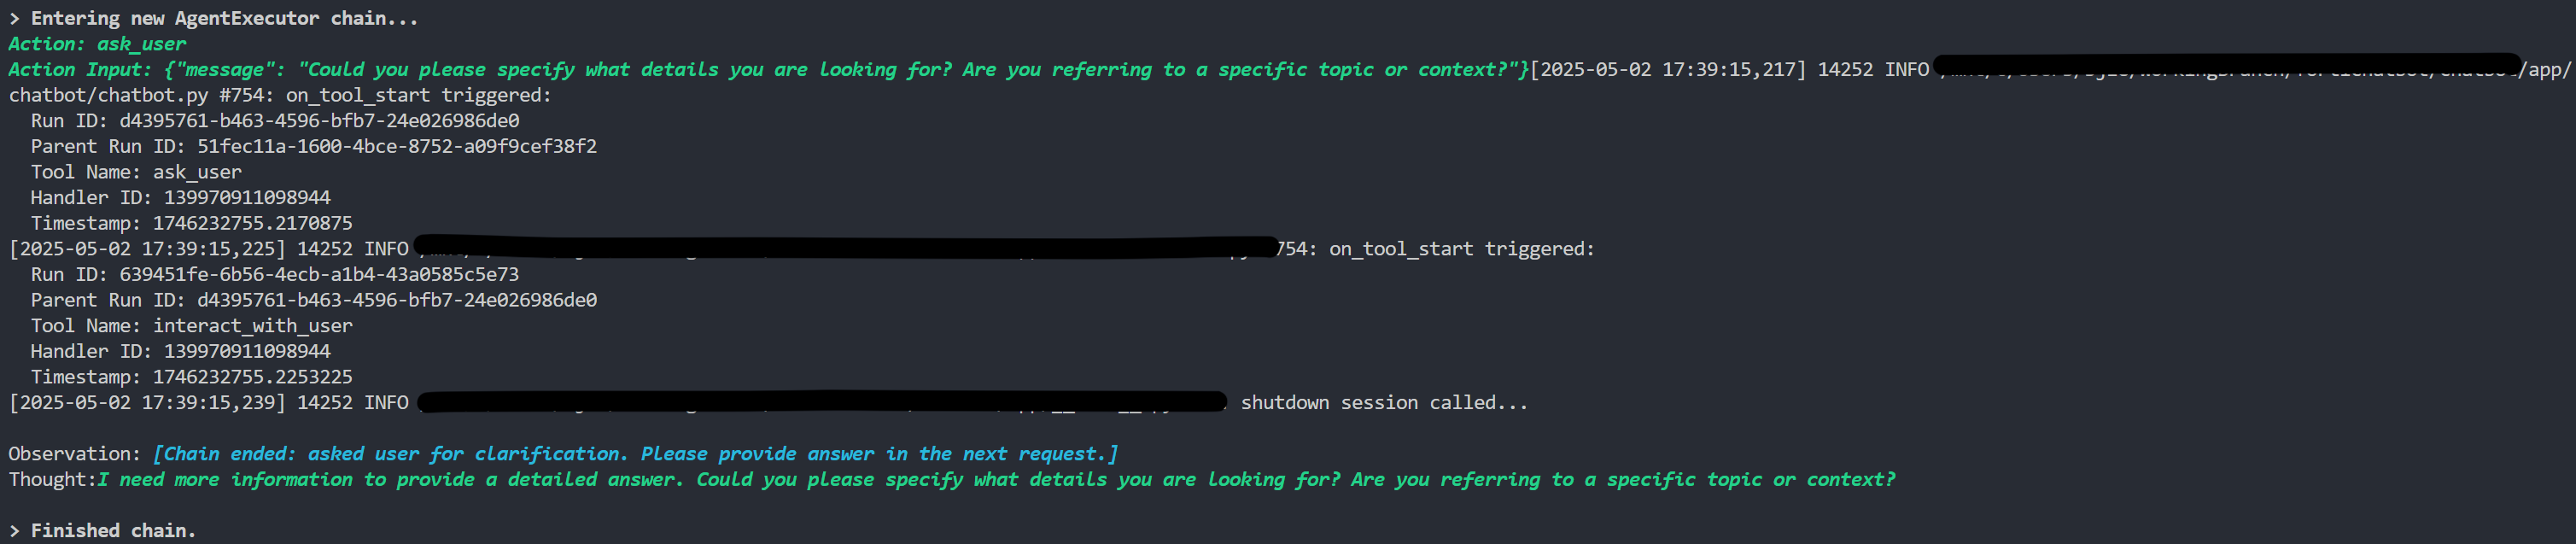 > Entering new AgentExecutor chain...
Action: ask_user
Action Input: {"message": "Could you please specify what details you are looking for? Are you referring to a specific topic or context?"}[2025-05-02 17:39:15,217] 14252 INFO /app/
chatbot/chatbot.py #754: on_tool_start triggered:
Run ID: d4395761-b463-4596-bfb7-24e026986de0
Parent Run ID: 51fec11a-1600-4bce-8752-a09f9cef38f2
Tool Name: ask_user
Handler ID: 139970911098944
Timestamp: 1746232755.2170875
[2025-05-02 17:39:15,225] 14252 INFO 754: on_tool_start triggered:
Run ID: 639451fe-6b56-4ecb-a1b4-43a0585c5e73
Parent Run ID: d4395761-b463-4596-bfb7-24e026986de0
Tool Name: interact_with_user
Handler ID: 139970911098944
Timestamp: 1746232755.2253225
[2025-05-02 17:39:15,239] 14252 INFO shutdown session called...
Observation: [Chain ended: asked user for clarification. Please provide answer in the next request.]
Thought:I need more information to provide a detailed answer. Could you please specify what details you are looking for? Are you referring to a specific topic or context?
> Finished chain.